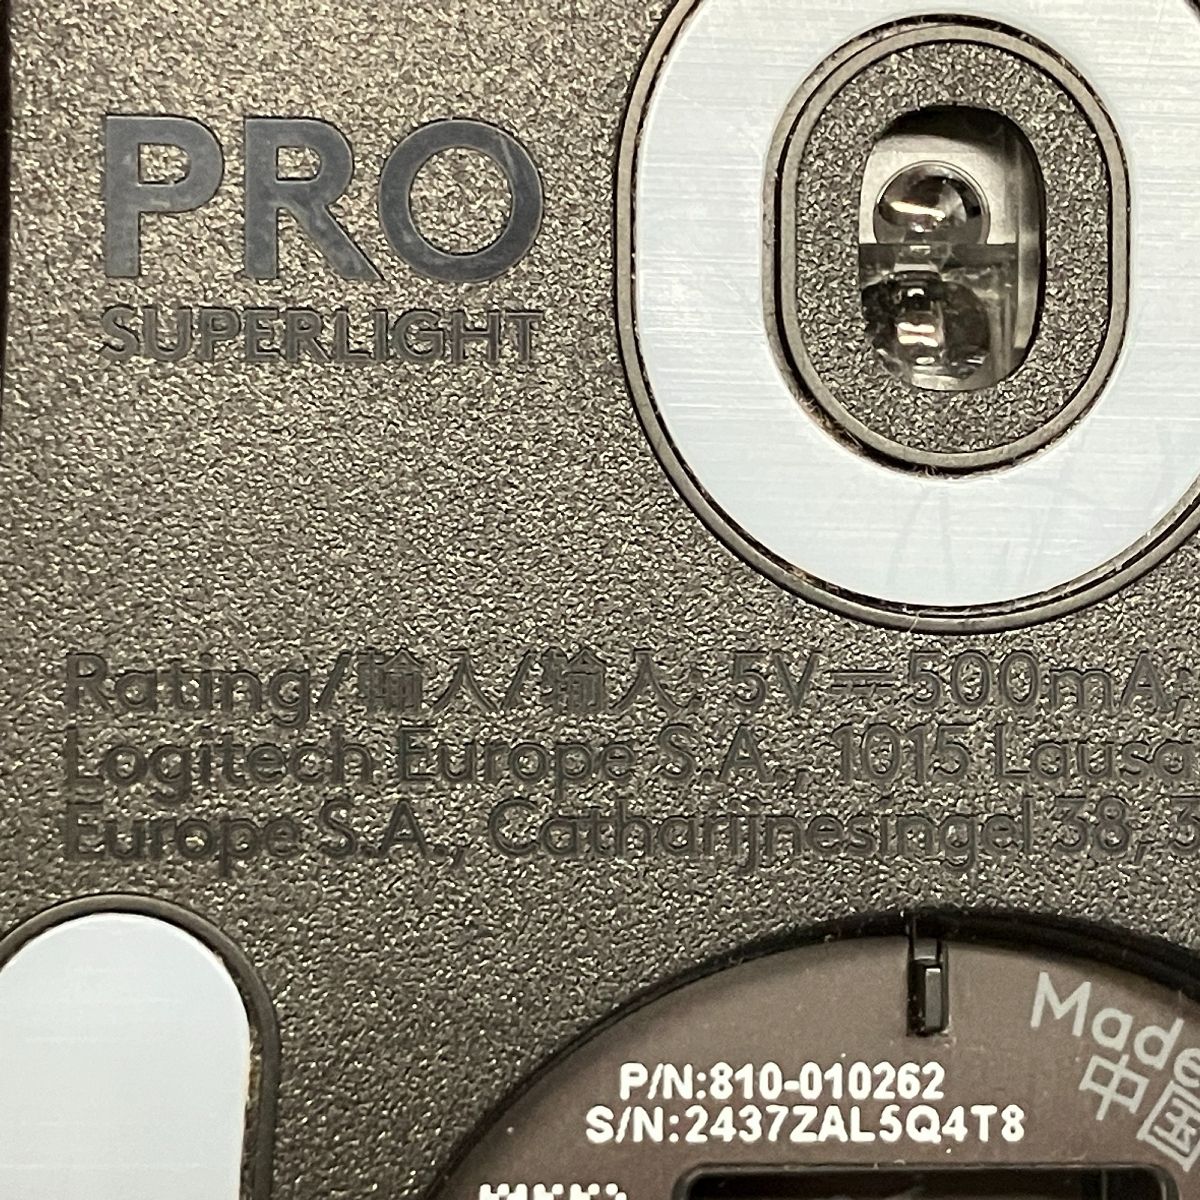 PRO
SUPERLIGHT
Rating/輸入/输入: 5V⎓500mA;
Logitech Europe S.A., 1015 Lausa
Europe S.A., Catharijnesingel 38, 3
Made
中国
P/N:810-010262
S/N:2437ZAL5Q4T8